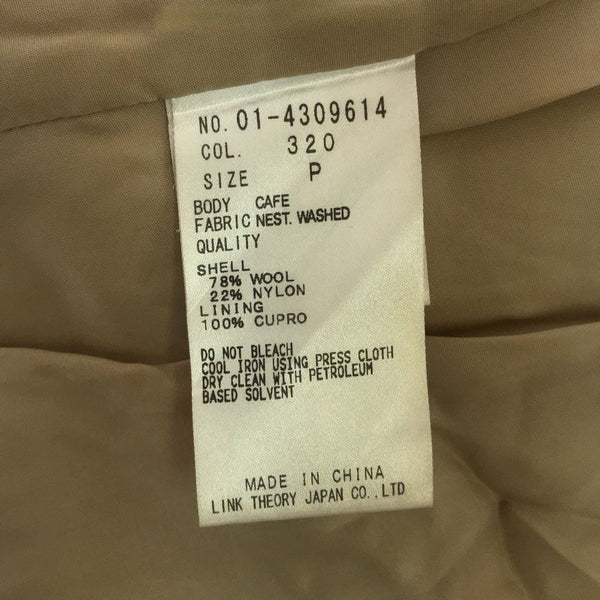 NO. 01-4309614
COL. 320
SIZE P
BODY CAFE
FABRIC NEST. WASHED
QUALITY
SHELL
78% WOOL
22% NYLON
LINING
100% CUPRO
DO NOT BLEACH
COOL IRON USING PRESS CLOTH
DRY CLEAN WITH PETROLEUM
BASED SOLVENT
MADE IN CHINA
LINK THEORY JAPAN CO.,LTD